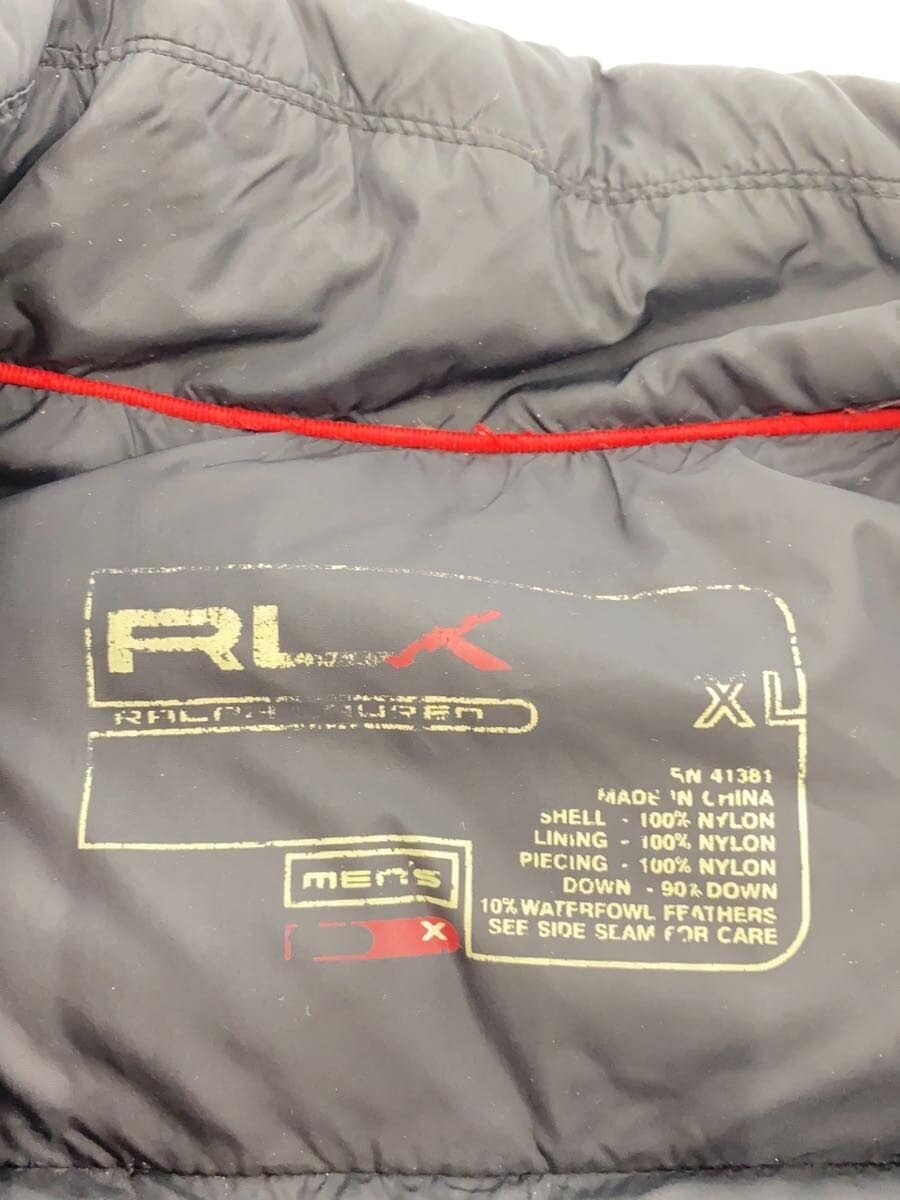 RLX
RALPH LAUREN
XL
RN 41381
MADE IN CHINA
SHELL - 100% NYLON
LINING - 100% NYLON
PIECING - 100% NYLON
DOWN - 90% DOWN
10% WATERFOWL FEATHERS
SEE SIDE SEAM FOR CARE
men's
X